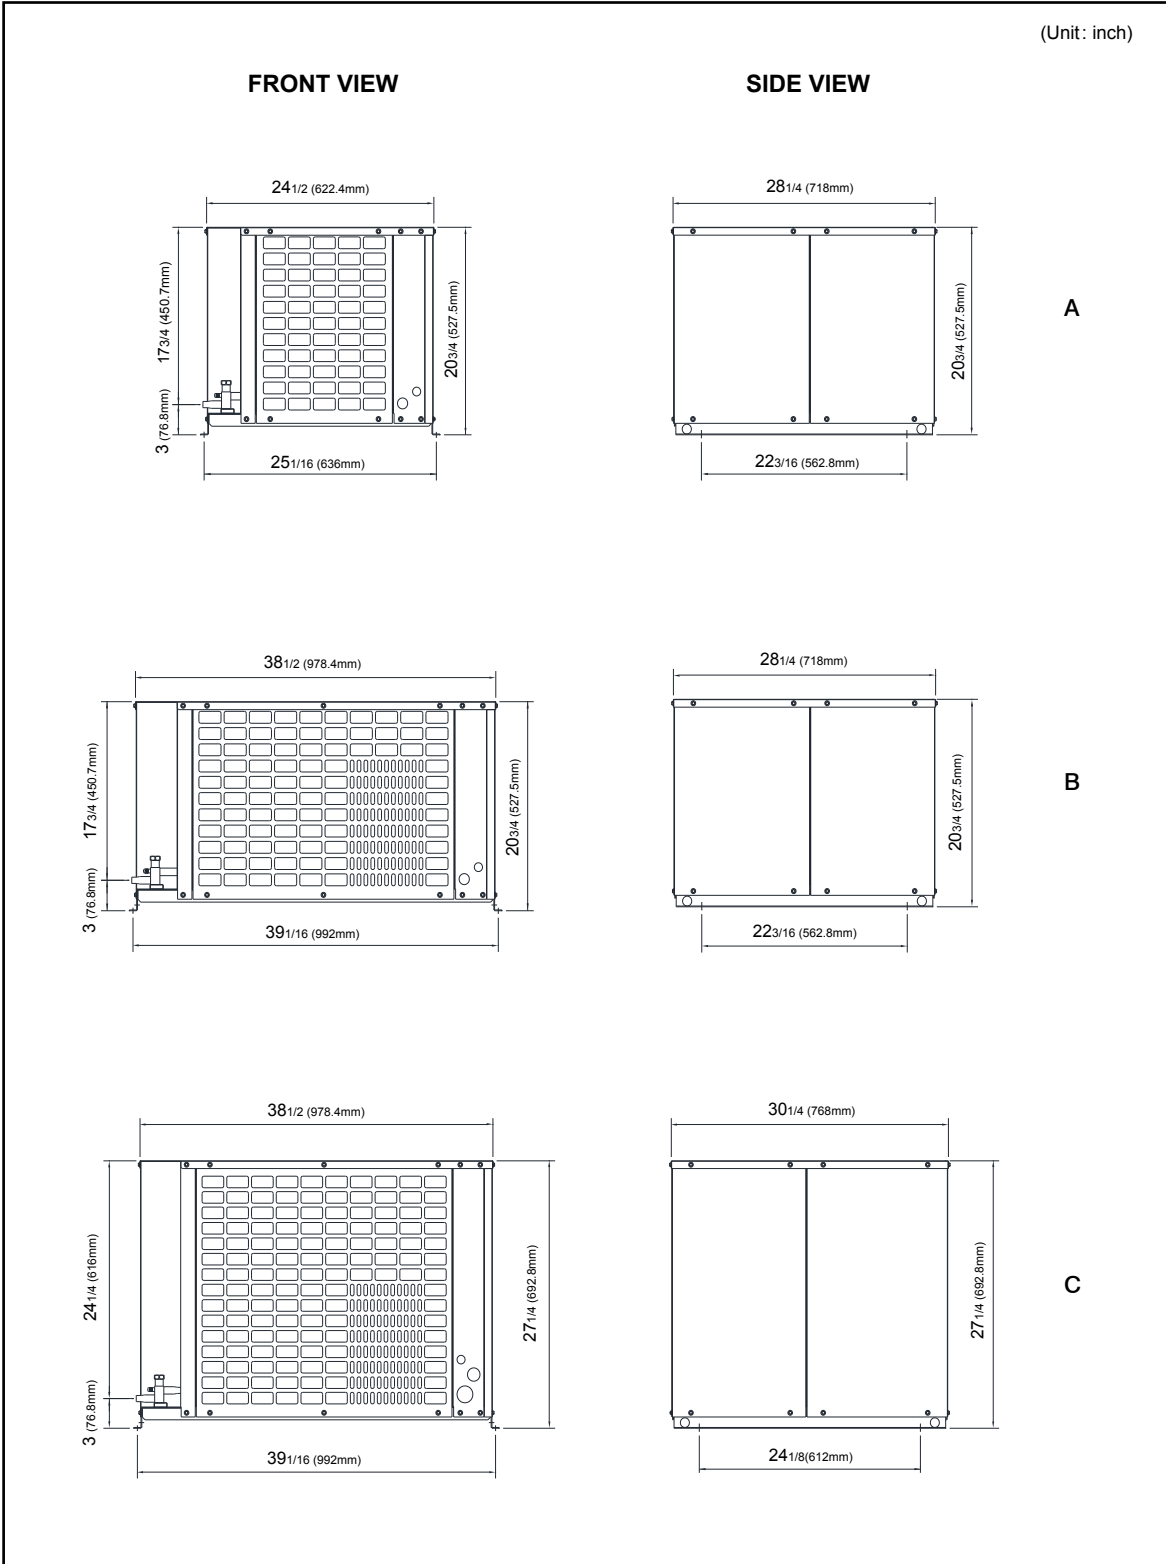 (Unit: inch)
FRONT VIEW
SIDE VIEW
24 1/2 (622.4mm)
17 3/4 (450.7mm)
3 (76.8mm)
20 3/4 (527.5mm)
25 1/16 (636mm)
28 1/4 (718mm)
20 3/4 (527.5mm)
22 3/16 (562.8mm)
A
38 1/2 (978.4mm)
17 3/4 (450.7mm)
3 (76.8mm)
20 3/4 (527.5mm)
39 1/16 (992mm)
28 1/4 (718mm)
20 3/4 (527.5mm)
22 3/16 (562.8mm)
B
38 1/2 (978.4mm)
24 1/4 (616mm)
3 (76.8mm)
27 1/4 (692.8mm)
39 1/16 (992mm)
30 1/4 (768mm)
27 1/4 (692.8mm)
24 1/8(612mm)
C